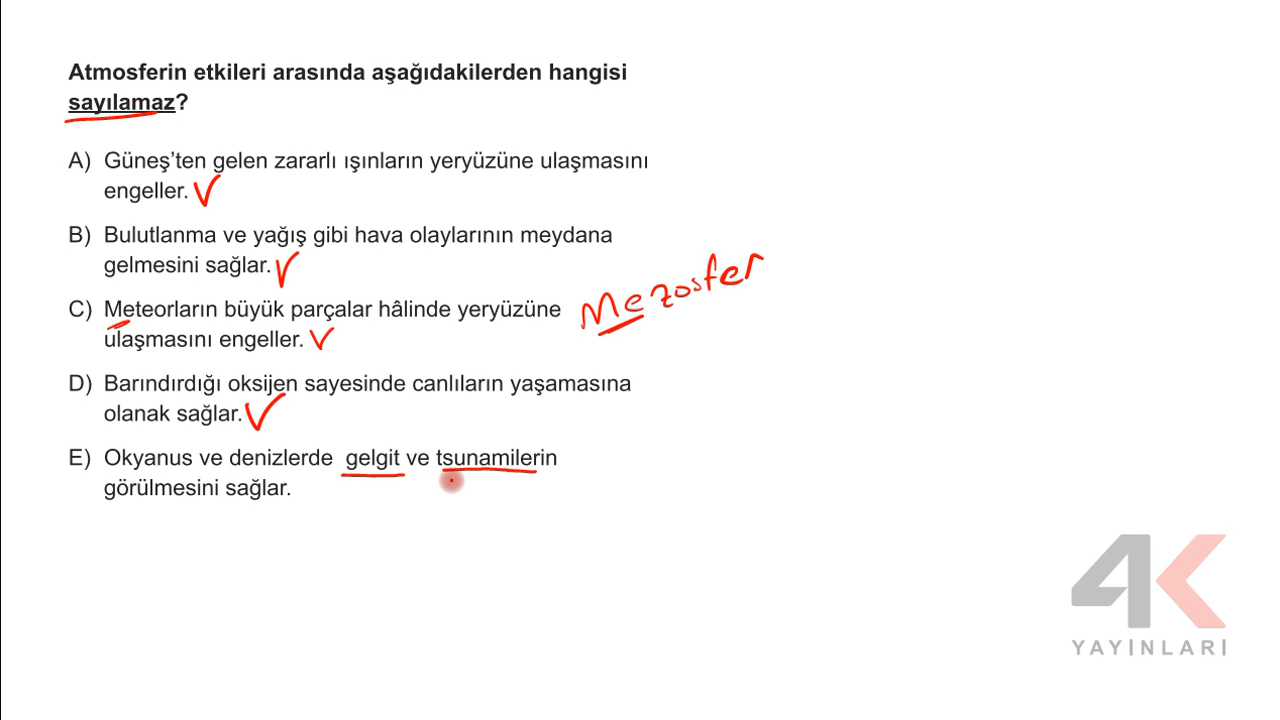 Atmosferin etkileri arasında aşağıdakilerden hangisi
sayılamaz?
A) Güneş'ten gelen zararlı ışınların yeryüzüne ulaşmasını
engeller.
B) Bulutlanma ve yağış gibi hava olaylarının meydana
gelmesini sağlar.
C) Meteorların büyük parçalar hâlinde yeryüzüne
ulaşmasını engeller.
Mezosfer
D) Barındırdığı oksijen sayesinde canlıların yaşamasına
olanak sağlar.
E) Okyanus ve denizlerde gelgit ve tsunamilerin
görülmesini sağlar.
4K
YAYINLARI